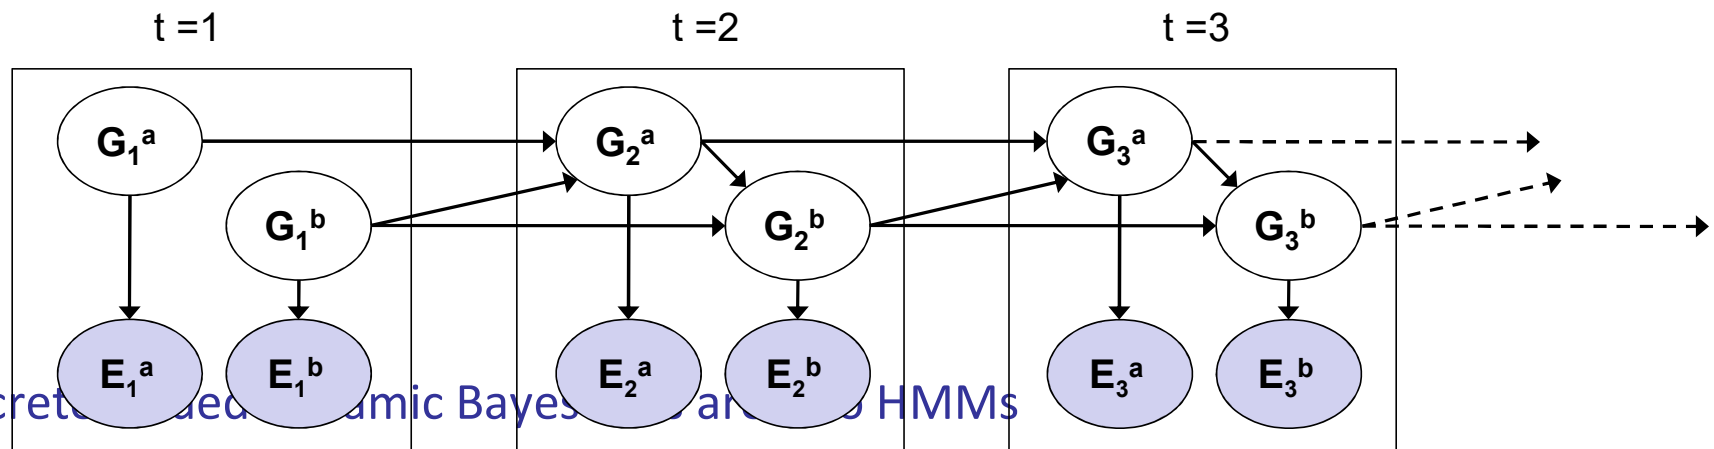 t =1 t =2 t =3
G₁ᵃ G₂ᵃ G₃ᵃ
G₁ᵇ G₂ᵇ G₃ᵇ
E₁ᵃ E₁ᵇ E₂ᵃ E₂ᵇ E₃ᵃ E₃ᵇ
Bayes HMMs